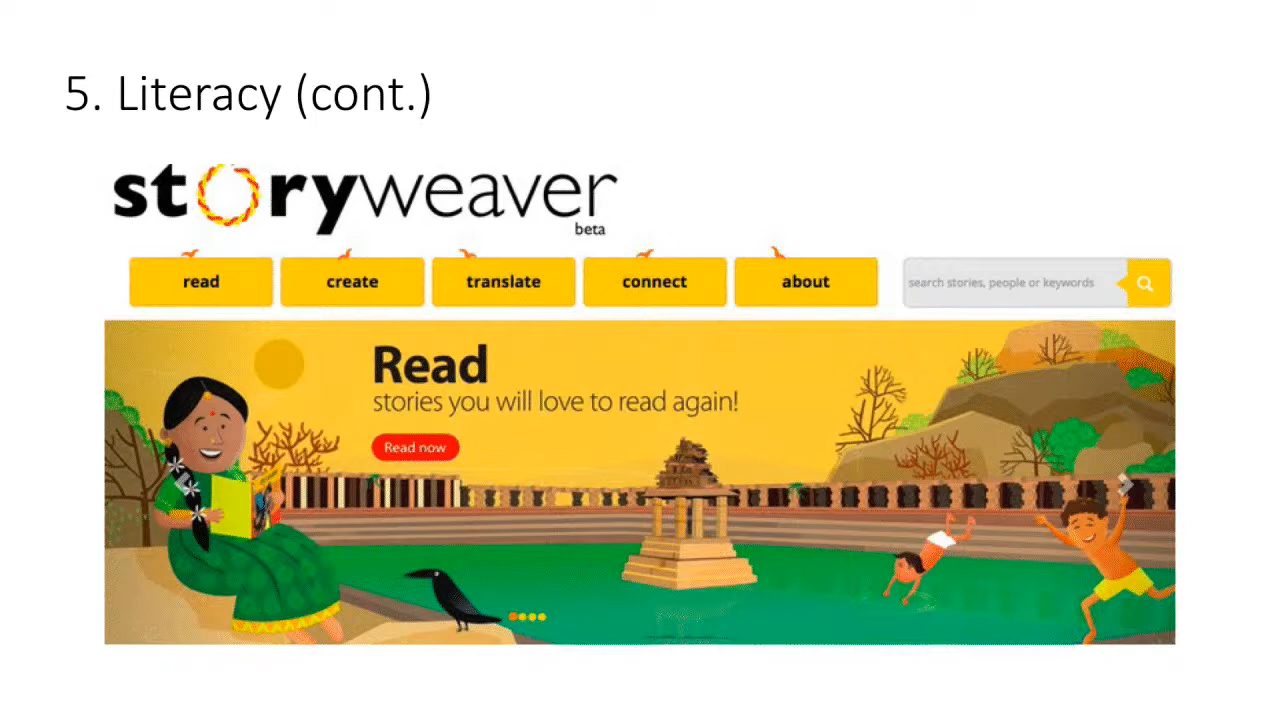 5. Literacy (cont.)
storyweaver
beta
read create translate connect about search stories, people or keywords
Read
stories you will love to read again!
Read now